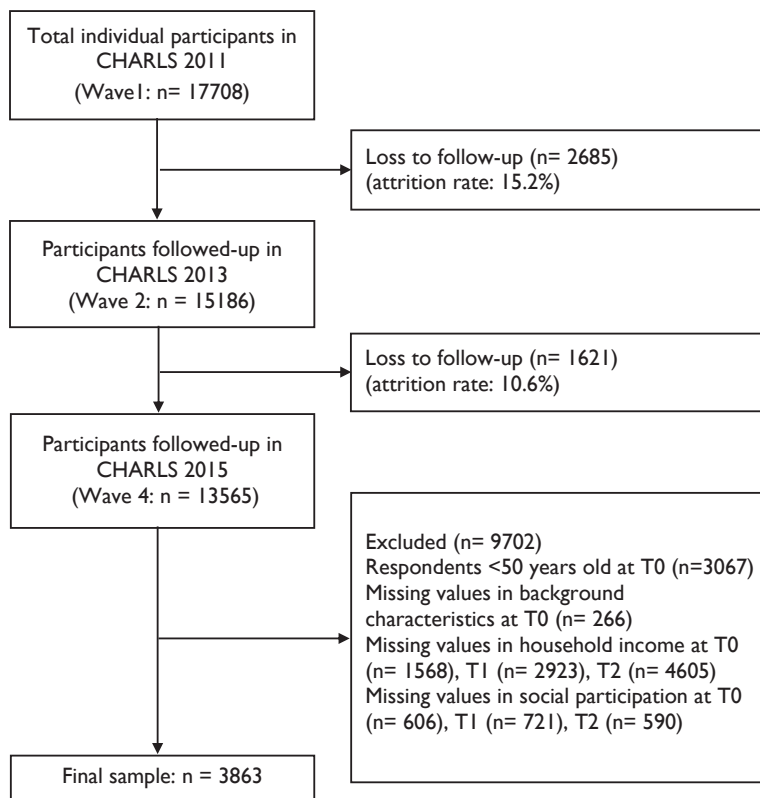 Total individual participants in
CHARLS 2011
(Wave1: n= 17708)
Loss to follow-up (n= 2685)
(attrition rate: 15.2%)
Participants followed-up in
CHARLS 2013
(Wave 2: n = 15186)
Loss to follow-up (n = 1621)
(attrition rate: 10.6%)
Participants followed-up in
CHARLS 2015
(Wave 4: n = 13565)
Excluded (n= 9702)
Respondents <50 years old at T0 (n=3067)
Missing values in background
characteristics at T0 (n= 266)
Missing values in household income at T0
(n= 1568), T1 (n= 2923), T2 (n= 4605)
Missing values in social participation at T0
(n= 606), T1 (n= 721), T2 (n= 590)
Final sample: n = 3863